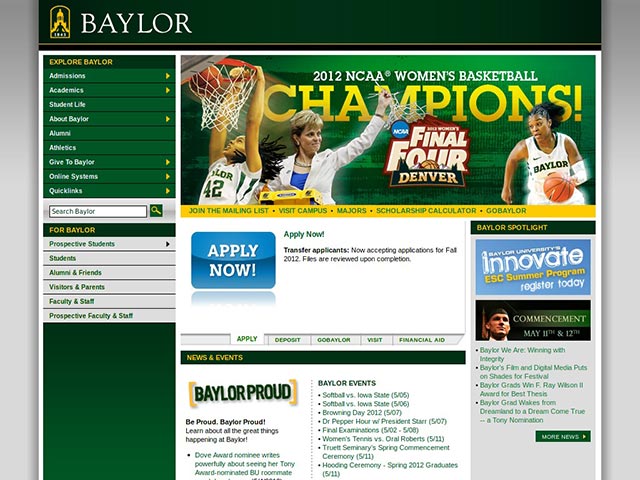 1845
BAYLOR
EXPLORE BAYLOR
Admissions
Academics
Student Life
About Baylor
Alumni
Athletics
Give To Baylor
Online Systems
Quicklinks
Search Baylor
FOR BAYLOR
Prospective Students
Students
Alumni & Friends
Visitors & Parents
Faculty & Staff
Prospective Faculty & Staff
2012 NCAA® WOMEN'S BASKETBALL
CHAMPIONS!
42
NCAA
2012 WOMEN'S
FINAL
FOUR
DENVER
BAYLOR
JOIN THE MAILING LIST • VISIT CAMPUS • MAJORS • SCHOLARSHIP CALCULATOR • GOBAYLOR
APPLY
NOW!
Apply Now!
Transfer applicants: Now accepting applications for Fall
2012. Files are reviewed upon completion.
APPLY
DEPOSIT
GOBAYLOR
VISIT
FINANCIAL AID
NEWS & EVENTS
BAYLOR PROUD
Be Proud. Baylor Proud!
Learn about all the great things
happening at Baylor!
• Dove Award nominee writes
powerfully about seeing her Tony
Award-nominated BU roommate
BAYLOR EVENTS
• Softball vs. Iowa State (5/05)
• Softball vs. Iowa State (5/06)
• Browning Day 2012 (5/07)
• Dr Pepper Hour w/ President Starr (5/07)
• Final Examinations (5/02 - 5/08)
• Women's Tennis vs. Oral Roberts (5/11)
• Truett Seminary's Spring Commencement
Ceremony (5/11)
• Hooding Ceremony - Spring 2012 Graduates
(5/11)
BAYLOR SPOTLIGHT
BAYLOR UNIVERSITY'S
innovate
ESC Summer Program
register today
COMMENCEMENT
MAY 11TH & 12TH
• Baylor We Are: Winning with
Integrity
• Baylor's Film and Digital Media Puts
on Shades for Festival
• Baylor Grads Win F. Ray Wilson II
Award for Best Thesis
• Baylor Grad Wakes from
Dreamland to a Dream Come True
-- a Tony Nomination
MORE NEWS